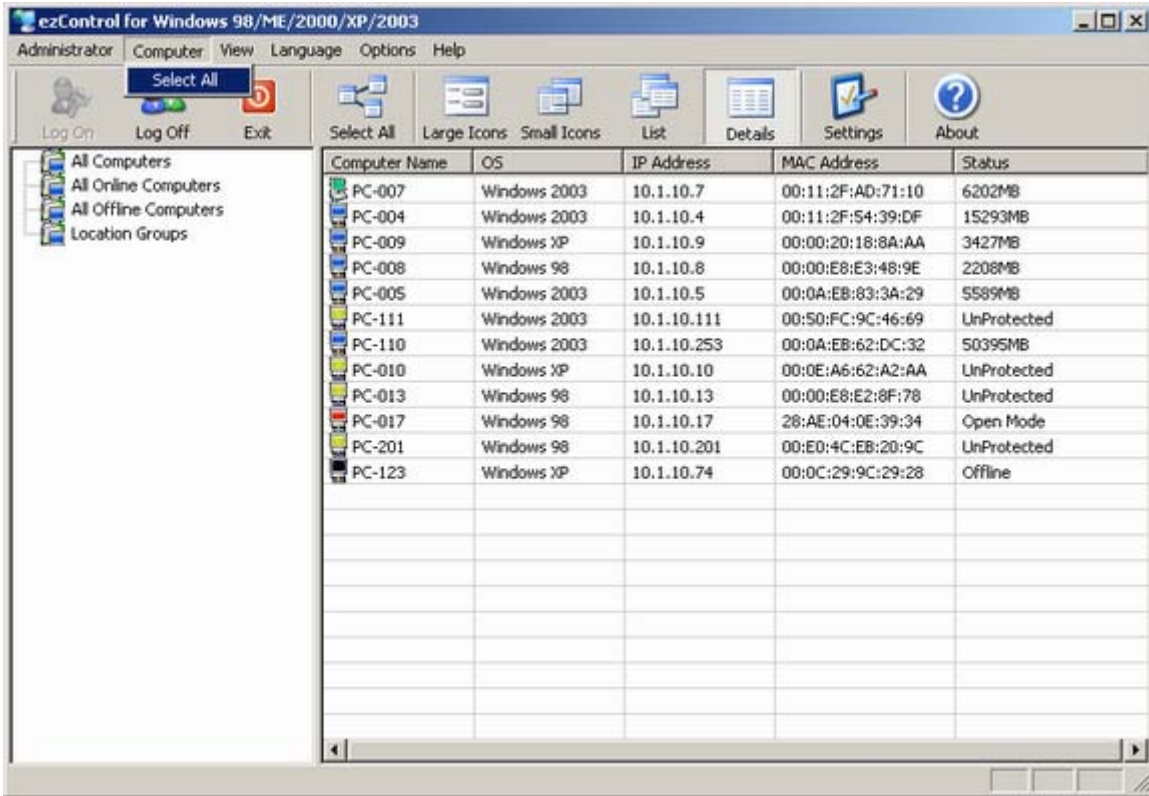 ezControl for Windows 98/ME/2000/XP/2003
Administrator Computer View Language Options Help
Select All
Log On Log Off Exit Select All Large Icons Small Icons List Details Settings About
All Computers
All Online Computers
All Offline Computers
Location Groups
Computer Name OS IP Address MAC Address Status
PC-007 Windows 2003 10.1.10.7 00:11:2F:AD:71:10 6202MB
PC-004 Windows 2003 10.1.10.4 00:11:2F:54:39:DF 15293MB
PC-009 Windows XP 10.1.10.9 00:00:20:18:8A:AA 3427MB
PC-008 Windows 98 10.1.10.8 00:00:E8:E3:48:9E 2208MB
PC-005 Windows 2003 10.1.10.5 00:0A:EB:83:3A:29 5589MB
PC-111 Windows 2003 10.1.10.111 00:50:FC:9C:46:69 UnProtected
PC-110 Windows 2003 10.1.10.253 00:0A:EB:62:DC:32 50395MB
PC-010 Windows XP 10.1.10.10 00:0E:A6:62:A2:AA UnProtected
PC-013 Windows 98 10.1.10.13 00:00:E8:E2:8F:78 UnProtected
PC-017 Windows 98 10.1.10.17 28:AE:04:0E:39:34 Open Mode
PC-201 Windows 98 10.1.10.201 00:E0:4C:EB:20:9C UnProtected
PC-123 Windows XP 10.1.10.74 00:0C:29:9C:29:28 Offline